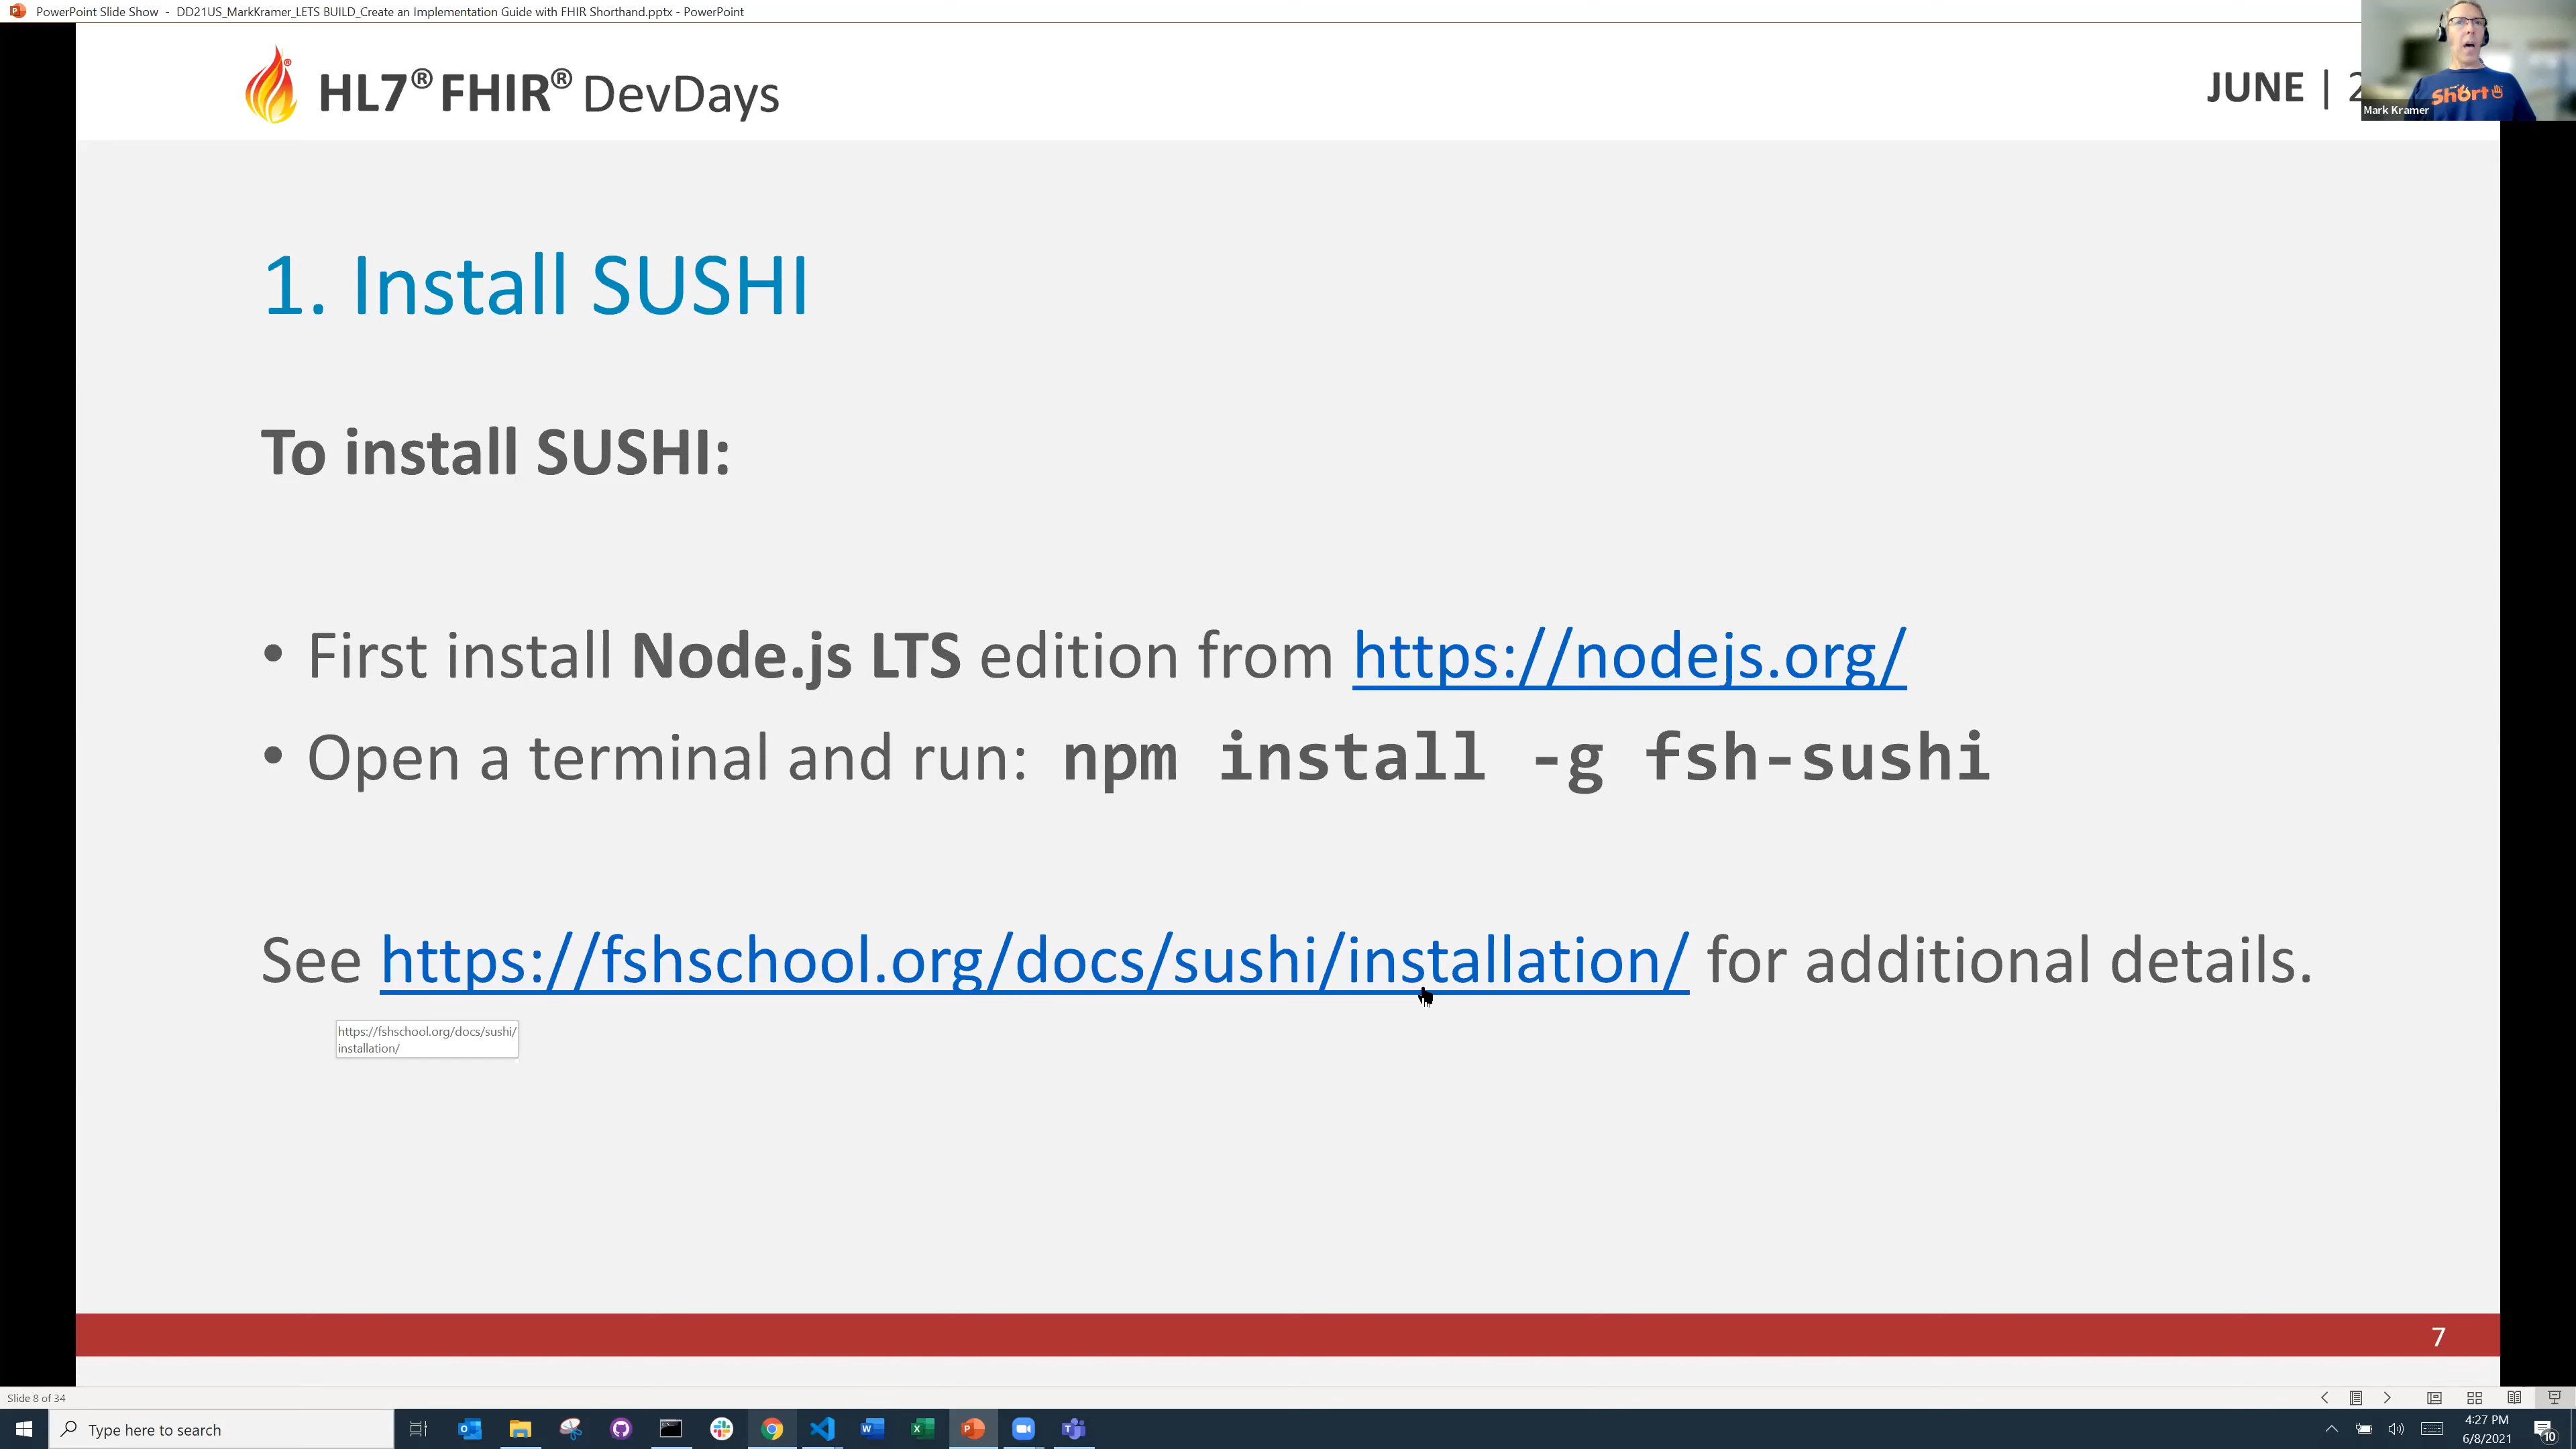 PowerPoint Slide Show - DD21US_MarkKramer_LETS BUILD_Create an Implementation Guide with FHIR Shorthand.pptx - PowerPoint
HL7® FHIR® DevDays
JUNE | 2
Short
Mark Kramer
1. Install SUSHI
To install SUSHI:
• First install Node.js LTS edition from https://nodejs.org/
• Open a terminal and run: npm install -g fsh-sushi
See https://fshschool.org/docs/sushi/installation/ for additional details.
https://fshschool.org/docs/sushi/
installation/
7
Slide 8 of 34
Type here to search
4:27 PM
6/8/2021
10